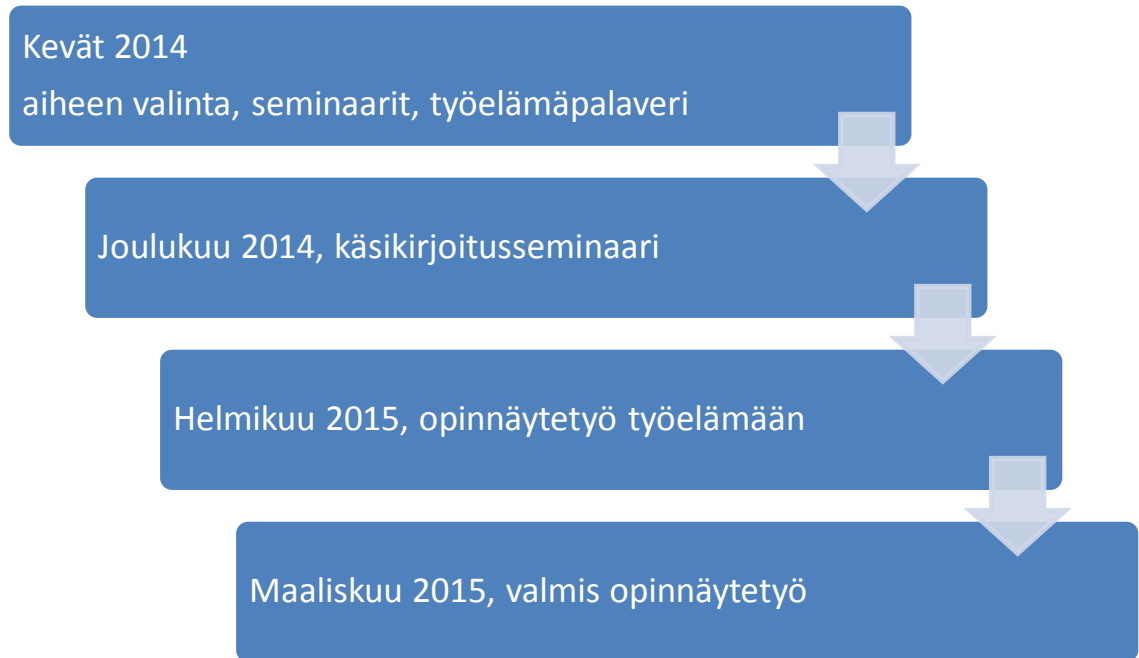 Kevät 2014
aiheen valinta, seminaarit, työelämäpalaveri
Joulukuu 2014, käsikirjoitusseminaari
Helmikuu 2015, opinnäytetyö työelämään
Maaliskuu 2015, valmis opinnäytetyö